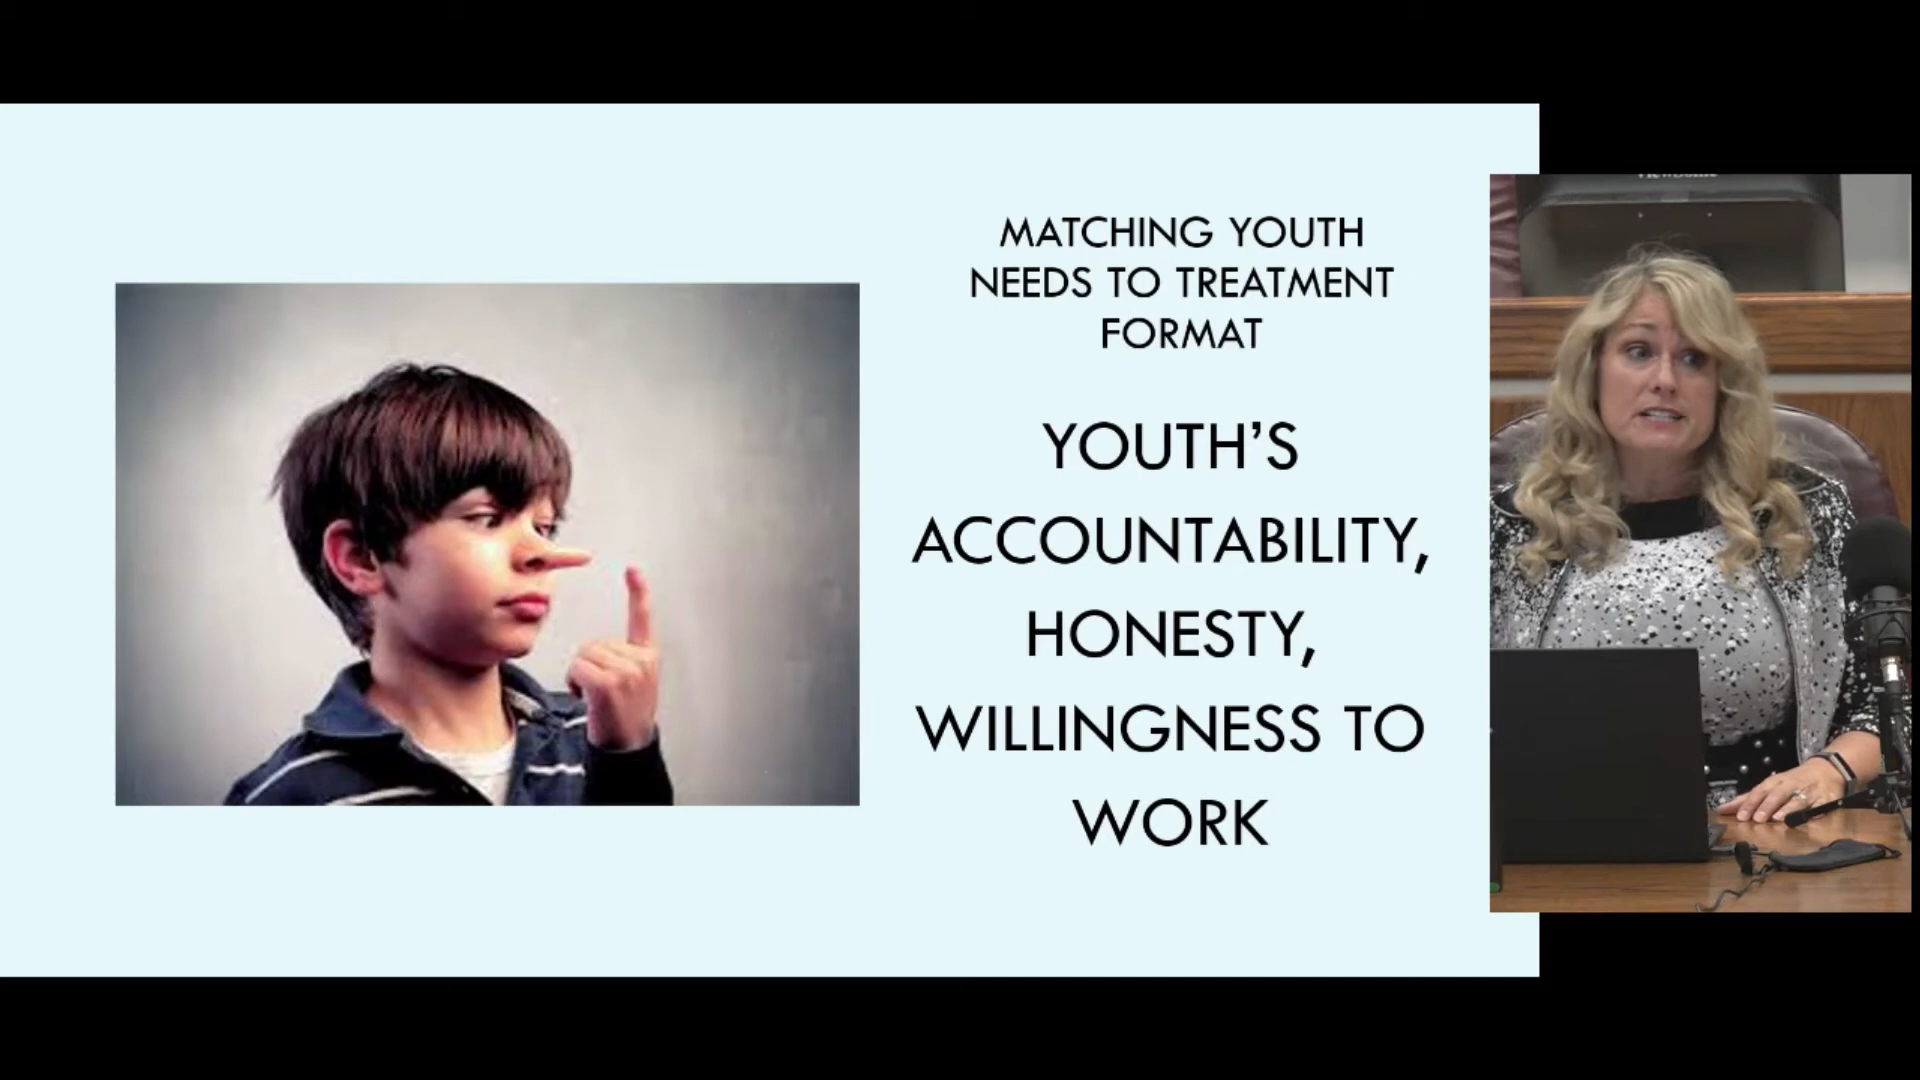 MATCHING YOUTH
NEEDS TO TREATMENT
FORMAT
YOUTH'S
ACCOUNTABILITY,
HONESTY,
WILLINGNESS TO
WORK